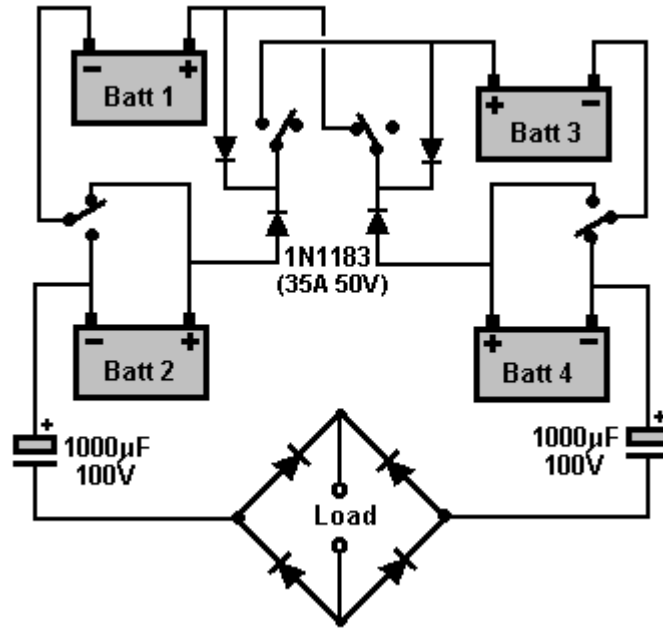 - +
Batt 1
+ -
Batt 3
1N1183
(35A 50V)
- +
Batt 2
+ -
Batt 4
+
1000µF
100V
+
1000µF
100V
Load